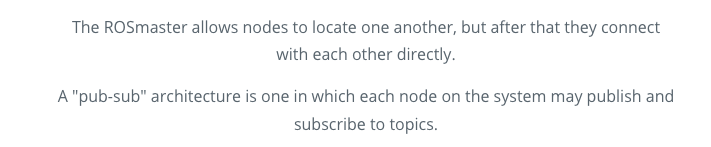 The ROSmaster allows nodes to locate one another, but after that they connect
with each other directly.
A "pub-sub" architecture is one in which each node on the system may publish and
subscribe to topics.